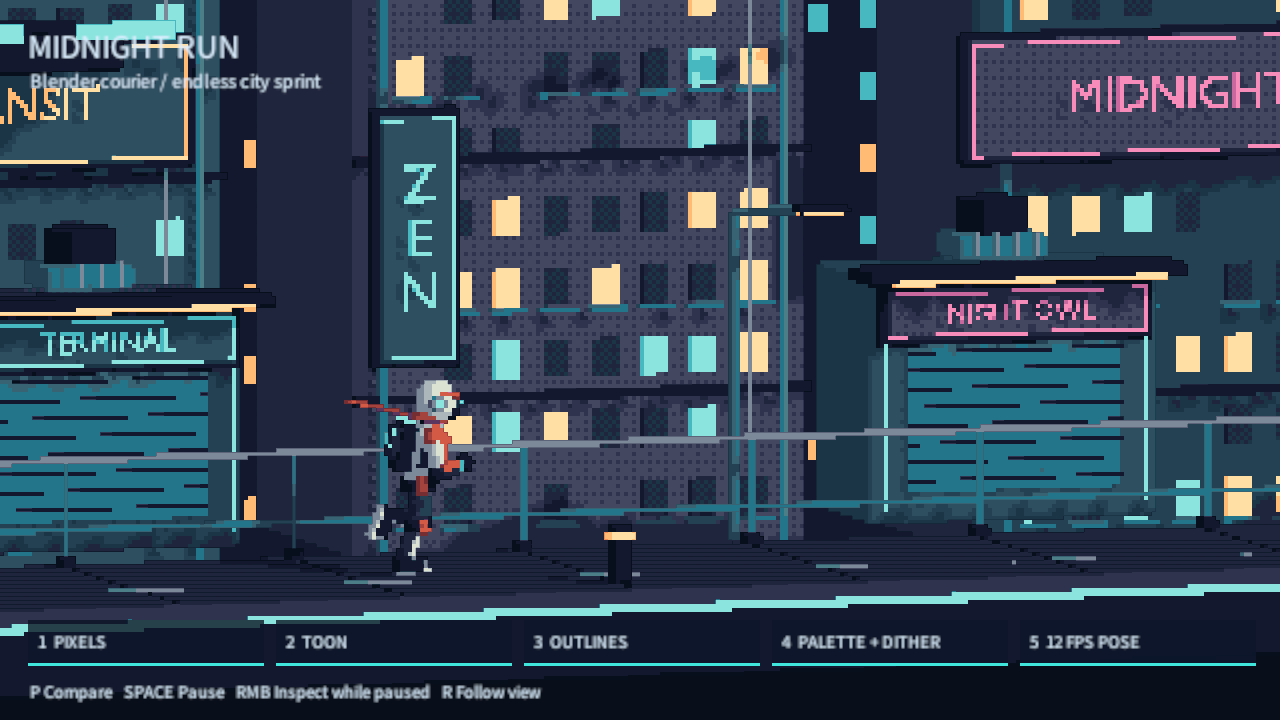 MIDNIGHT RUN
Blender courier / endless city sprint
NSIT
MIDNIGHT
ZEN
NIGHT OWL
TERMINAL
1 PIXELS
2 TOON
3 OUTLINES
4 PALETTE + DITHER
5 12 FPS POSE
P Compare SPACE Pause RMB Inspect while paused R Follow view